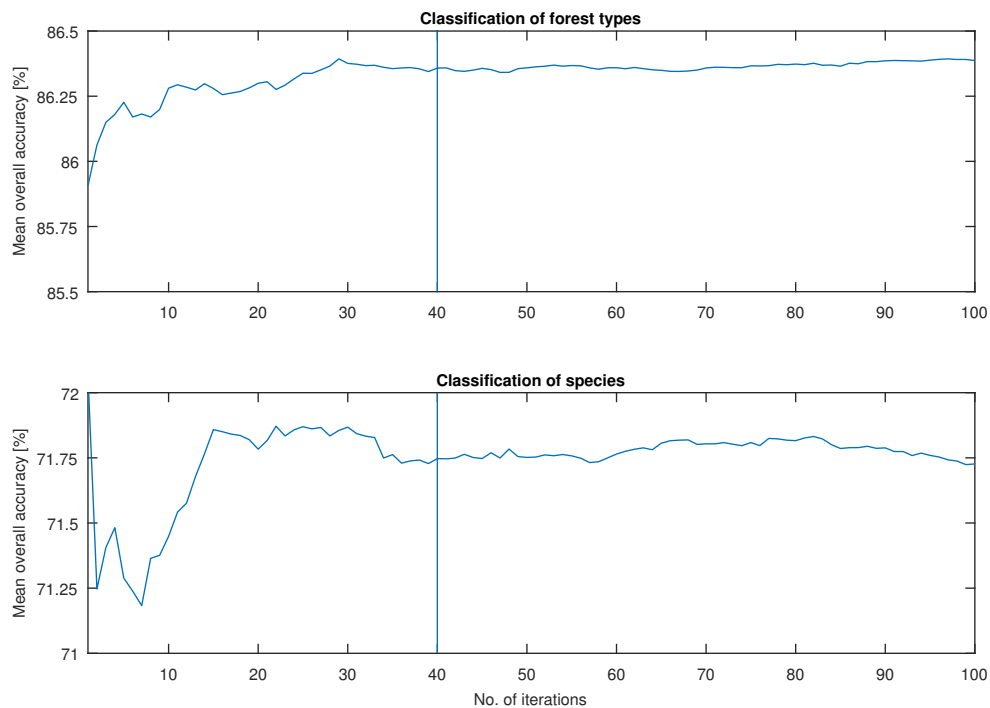 Classification of forest types
86.5
86.25
86
85.75
85.5
Mean overall accuracy [%]
10 20 30 40 50 60 70 80 90 100
Classification of species
72
71.75
71.5
71.25
71
Mean overall accuracy [%]
10 20 30 40 50 60 70 80 90 100
No. of iterations